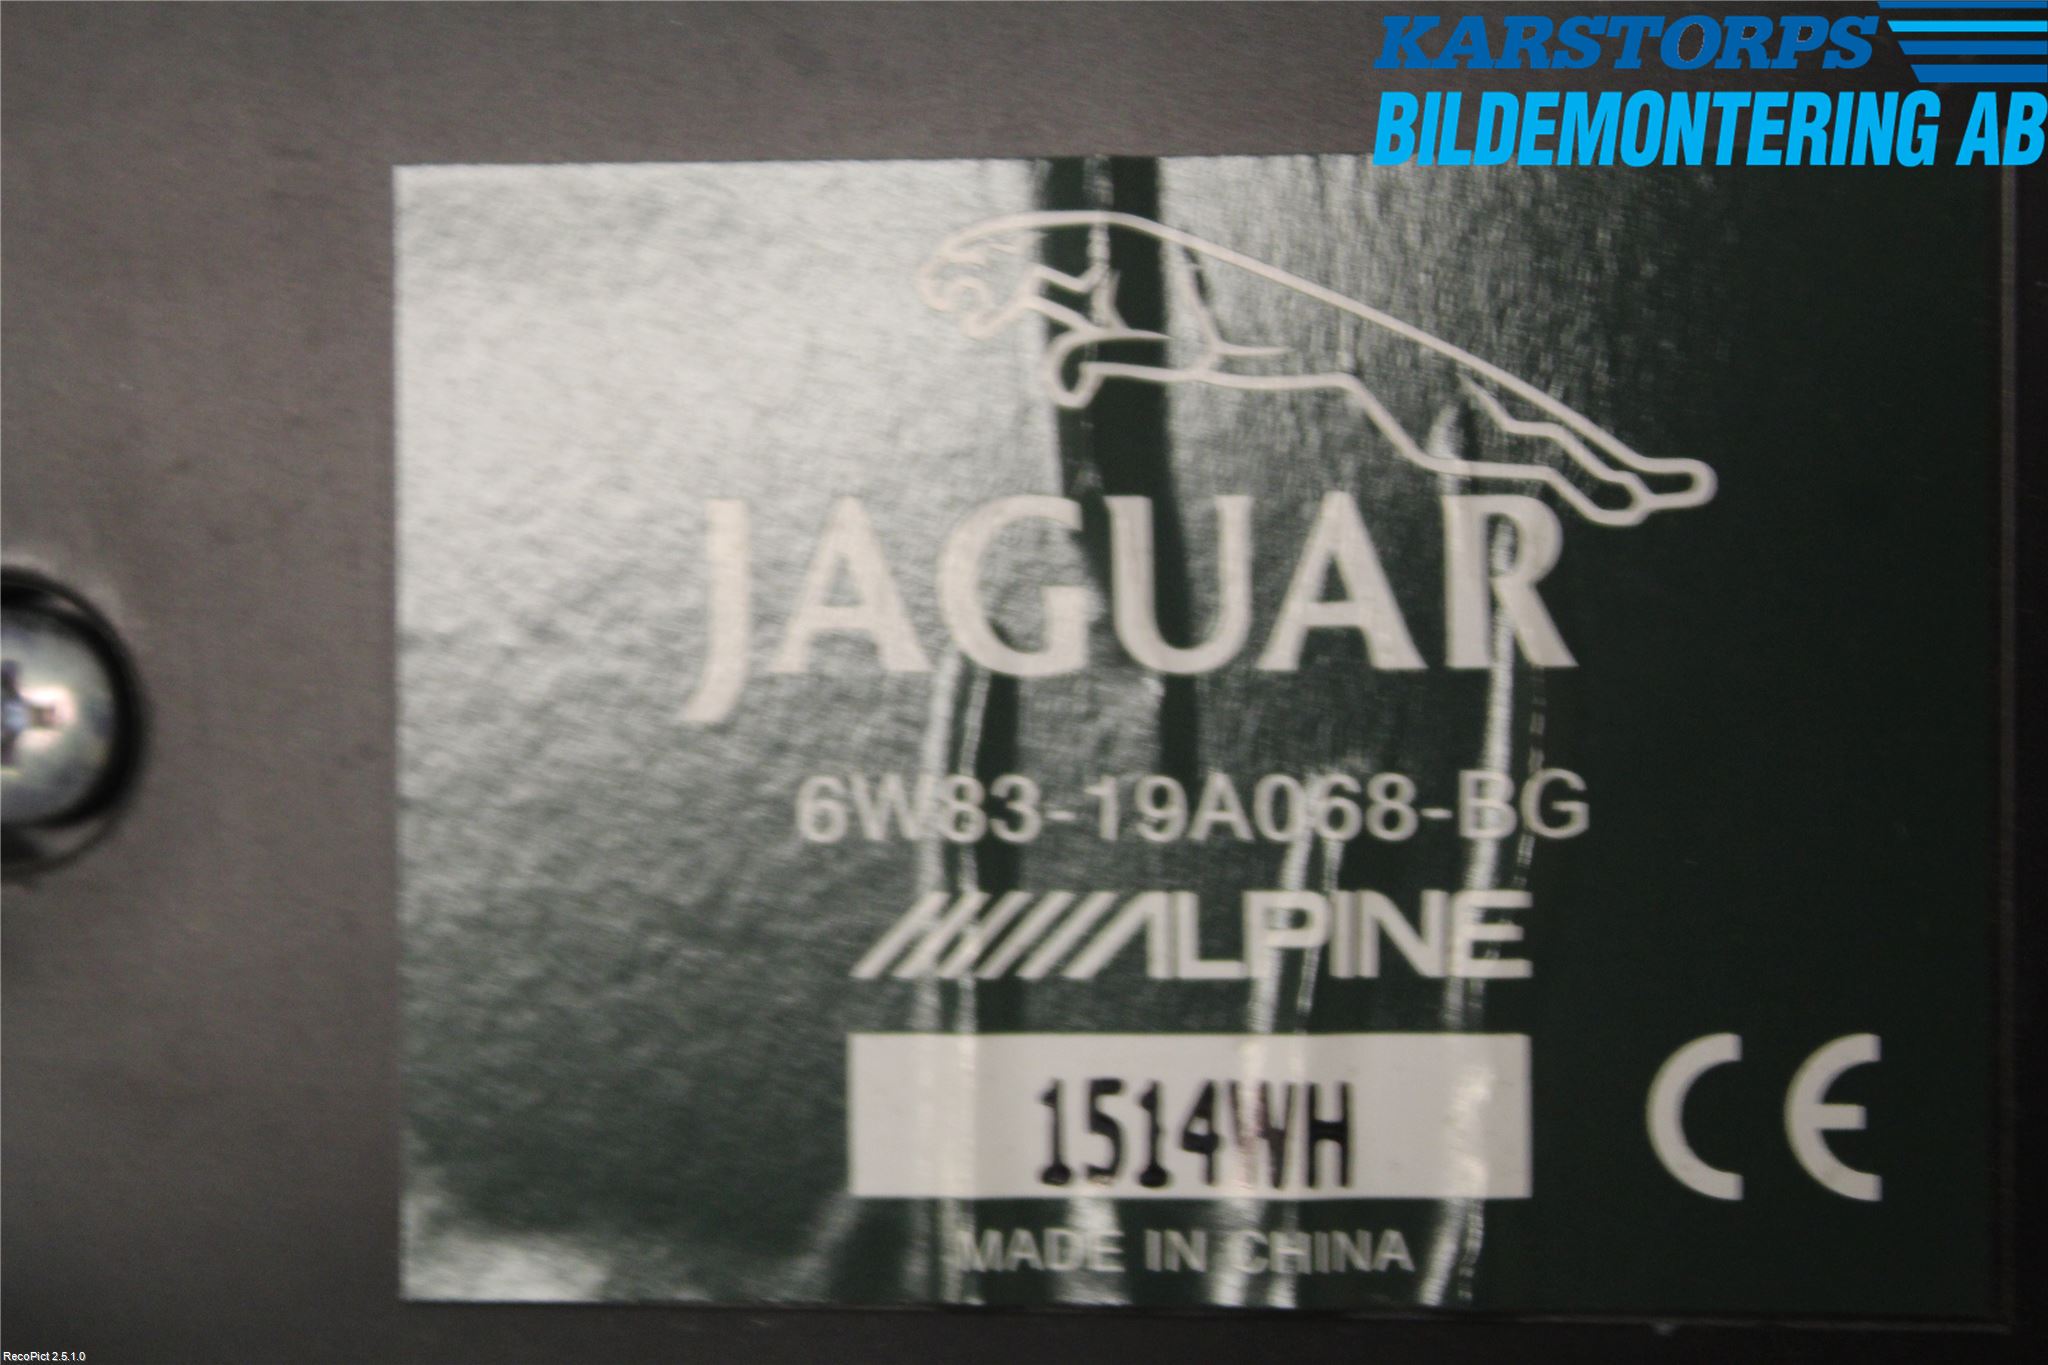 KARSTORPS
BILDEMONTERING AB
JAGUAR
6W83-19A068-BG
ALPINE
1514WH
CE
MADE IN CHINA
RecoPict 2.5.1.0